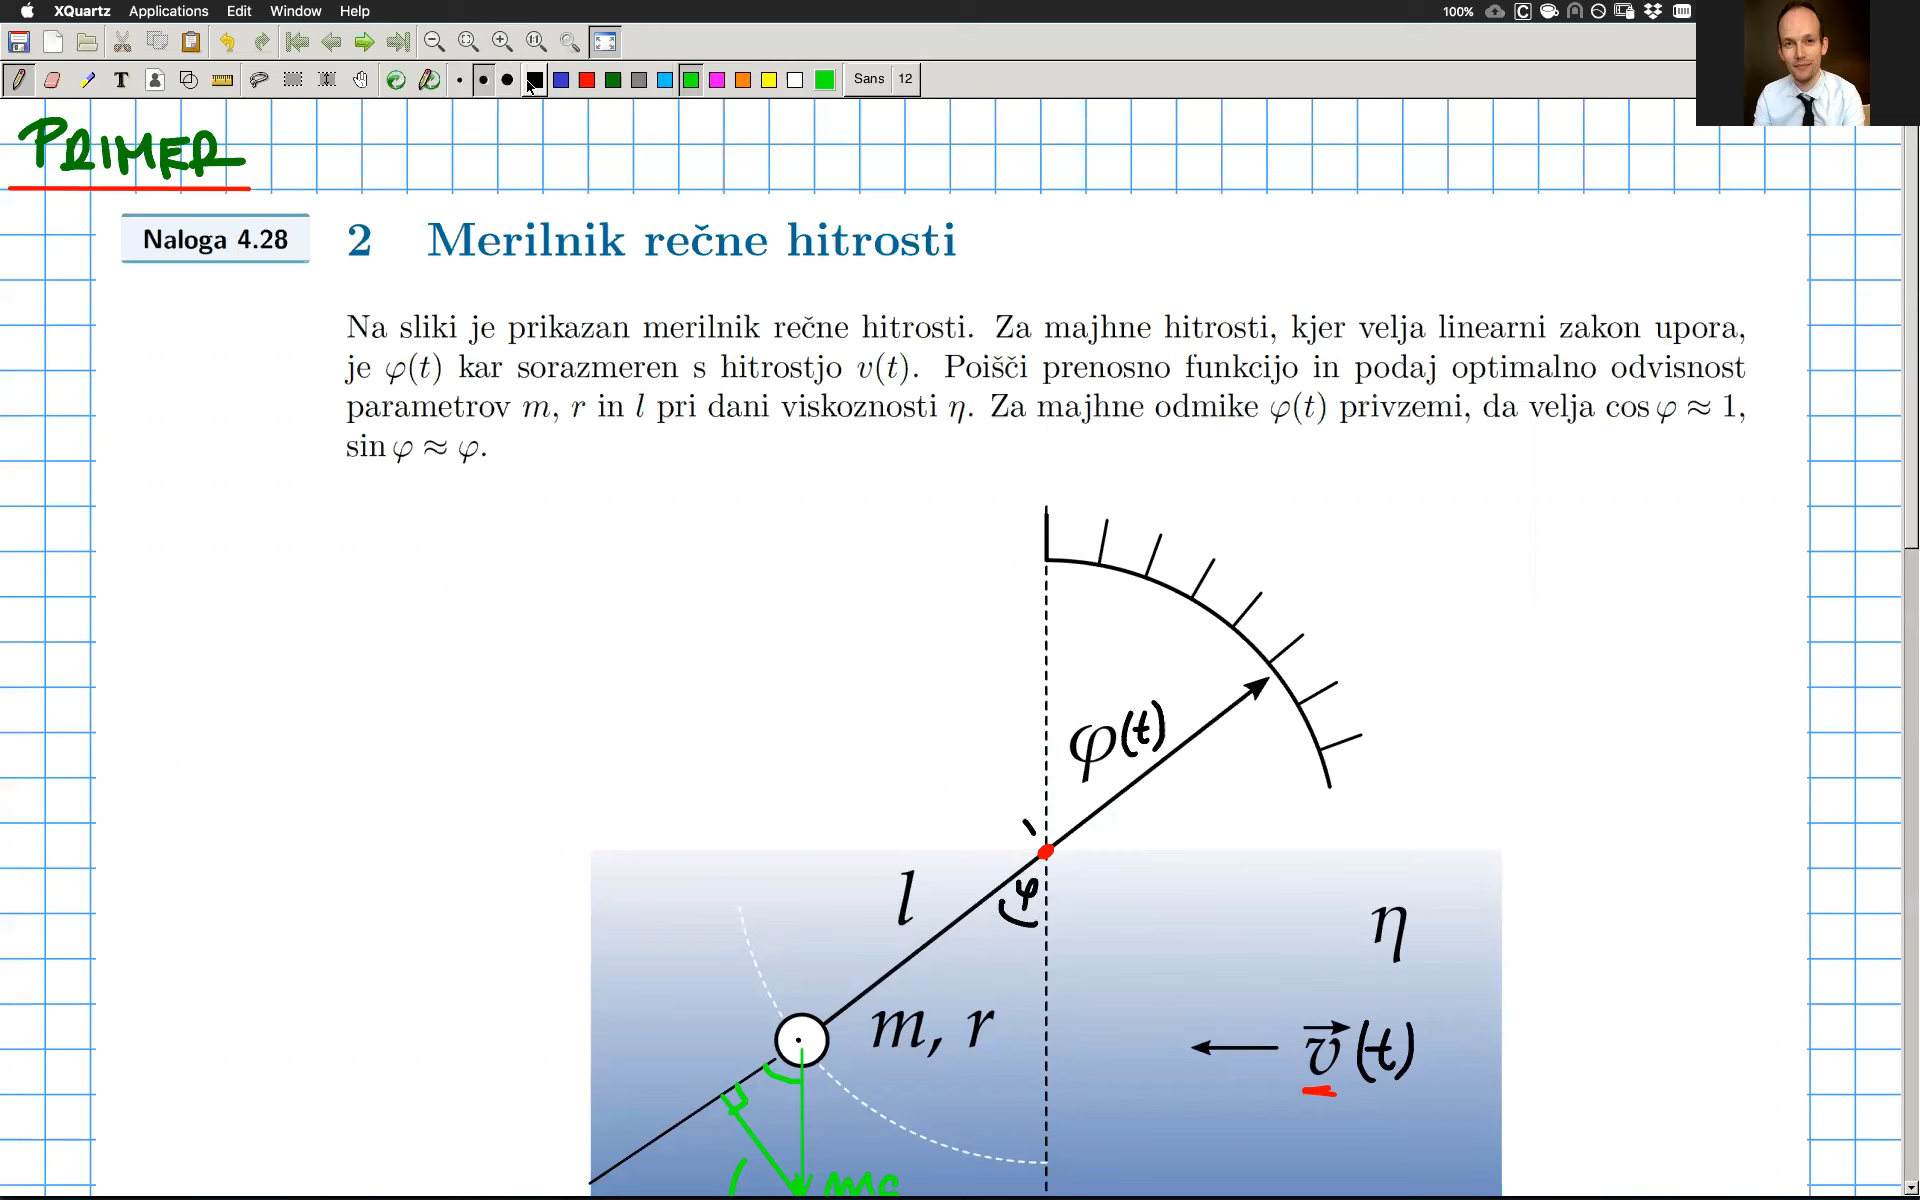 XQuartz Applications Edit Window Help
100%
Sans 12
PRIMER
Naloga 4.28
2 Merilnik rečne hitrosti
Na sliki je prikazan merilnik rečne hitrosti. Za majhne hitrosti, kjer velja linearni zakon upora,
je φ(t) kar sorazmeren s hitrostjo v(t). Poišči prenosno funkcijo in podaj optimalno odvisnost
parametrov m, r in l pri dani viskoznosti η. Za majhne odmike φ(t) privzemi, da velja cos φ ≈ 1,
sin φ ≈ φ.
φ(t)
l
φ
η
m, r
v⃗(t)